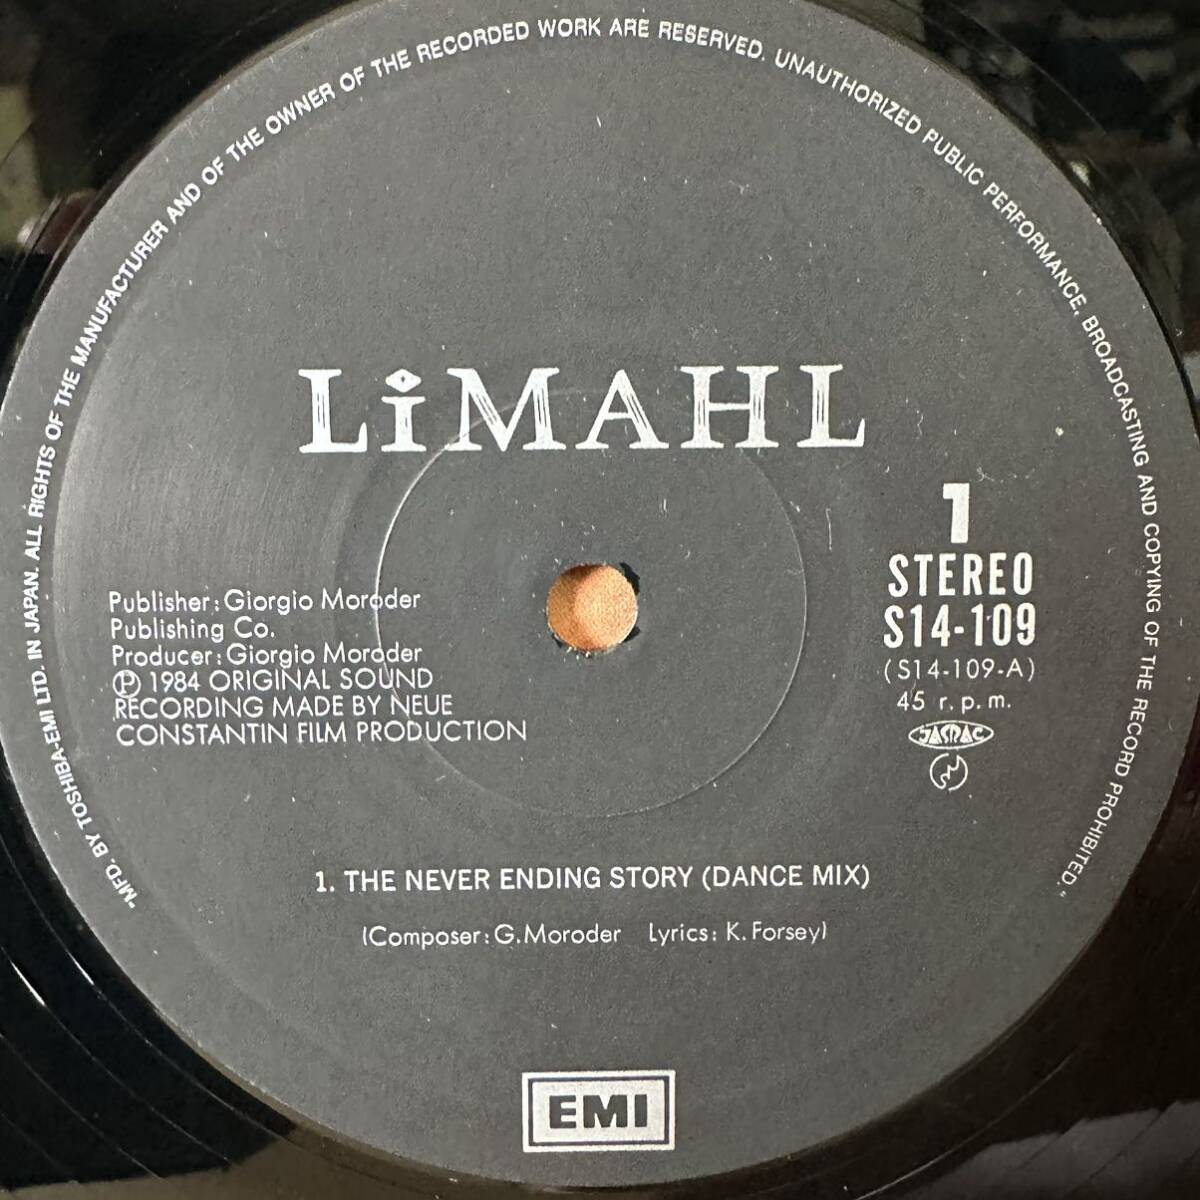 "MFD. BY TOSHIBA-EMI LTD. IN JAPAN. ALL RIGHTS OF THE MANUFACTURER AND OF THE OWNER OF THE RECORDED WORK ARE RESERVED. UNAUTHORIZED PUBLIC PERFORMANCE, BROADCASTING AND COPYING OF THE RECORD PROHIBITED."
LiMAHL
1
STEREO
S14-109
(S14-109-A)
45 r.p.m.
JASRAC
Publisher: Giorgio Moroder
Publishing Co.
Producer: Giorgio Moroder
Ⓟ 1984 ORIGINAL SOUND
RECORDING MADE BY NEUE
CONSTANTIN FILM PRODUCTION
1. THE NEVER ENDING STORY (DANCE MIX)
(Composer: G. Moroder Lyrics: K. Forsey)
EMI